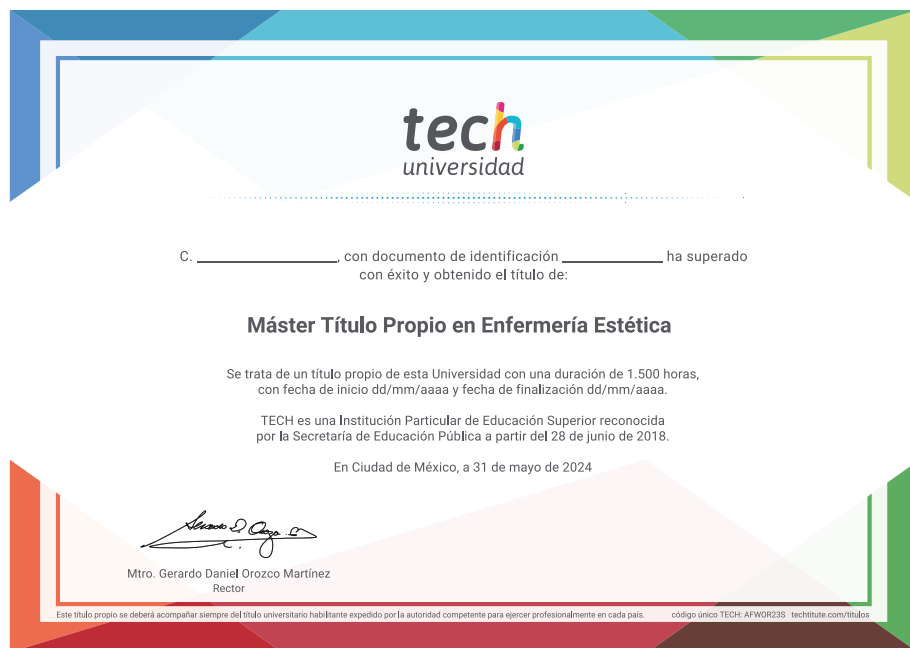 tech
universidad
C. __________________, con documento de identificación _____________ ha superado
con éxito y obtenido el título de:
Máster Título Propio en Enfermería Estética
Se trata de un título propio de esta Universidad con una duración de 1.500 horas,
con fecha de inicio dd/mm/aaaa y fecha de finalización dd/mm/aaaa.
TECH es una Institución Particular de Educación Superior reconocida
por la Secretaría de Educación Pública a partir del 28 de junio de 2018.
En Ciudad de México, a 31 de mayo de 2024
Mtro. Gerardo Daniel Orozco Martínez
Rector
Este título propio se deberá acompañar siempre del título universitario habilitante expedido por la autoridad competente para ejercer profesionalmente en cada país. código único TECH: AFWOR23S techtitute.com/titulos